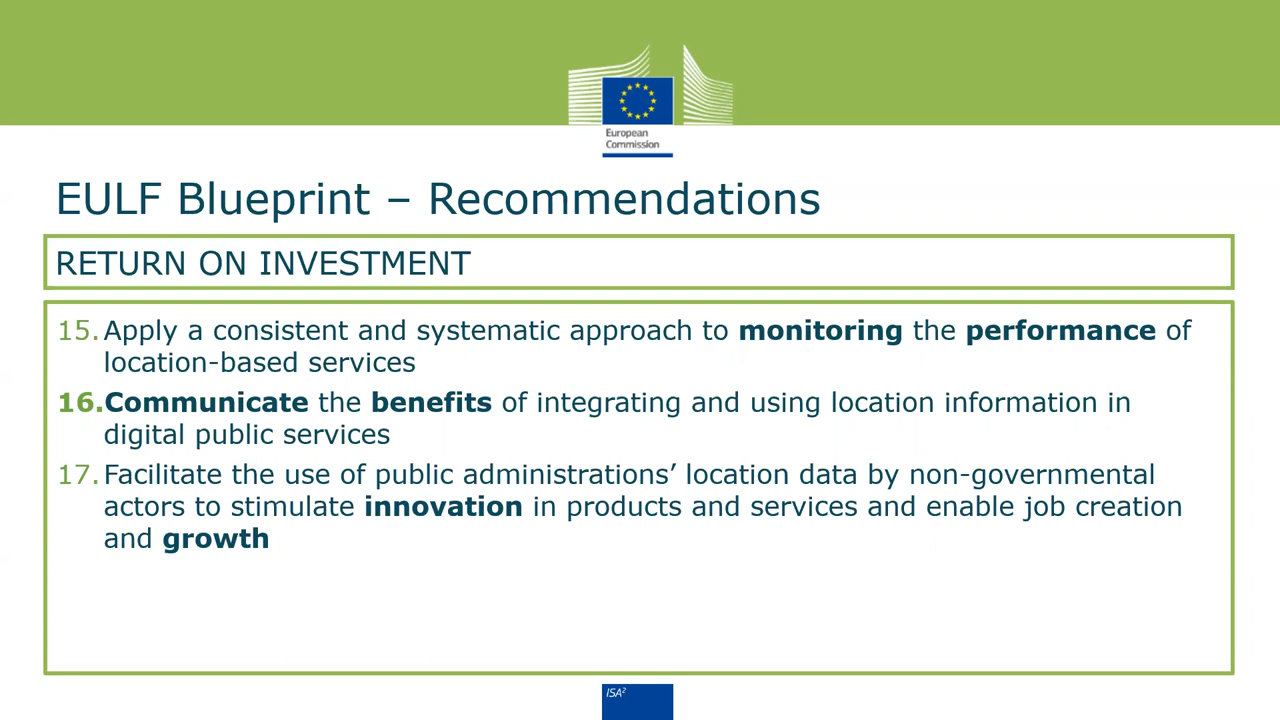 European
Commission
EULF Blueprint – Recommendations
RETURN ON INVESTMENT
15. Apply a consistent and systematic approach to monitoring the performance of
location-based services
16. Communicate the benefits of integrating and using location information in
digital public services
17. Facilitate the use of public administrations’ location data by non-governmental
actors to stimulate innovation in products and services and enable job creation
and growth
ISA²